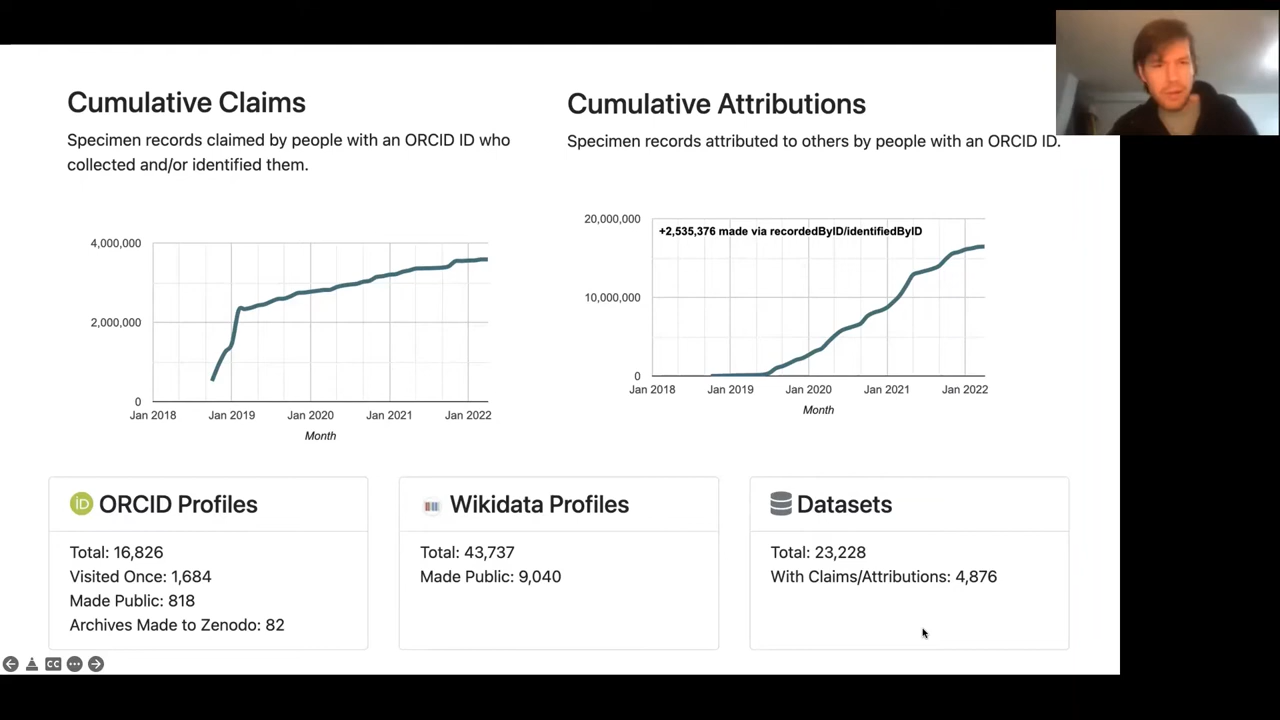 Cumulative Claims
Specimen records claimed by people with an ORCID ID who
collected and/or identified them.
4,000,000
2,000,000
0
Jan 2018
Jan 2019
Jan 2020
Jan 2021
Jan 2022
Month
Cumulative Attributions
Specimen records attributed to others by people with an ORCID ID.
20,000,000
+2,535,376 made via recordedByID/identifiedByID
10,000,000
0
Jan 2018
Jan 2019
Jan 2020
Jan 2021
Jan 2022
Month
iD ORCID Profiles
Total: 16,826
Visited Once: 1,684
Made Public: 818
Archives Made to Zenodo: 82
Wikidata Profiles
Total: 43,737
Made Public: 9,040
Datasets
Total: 23,228
With Claims/Attributions: 4,876
CC